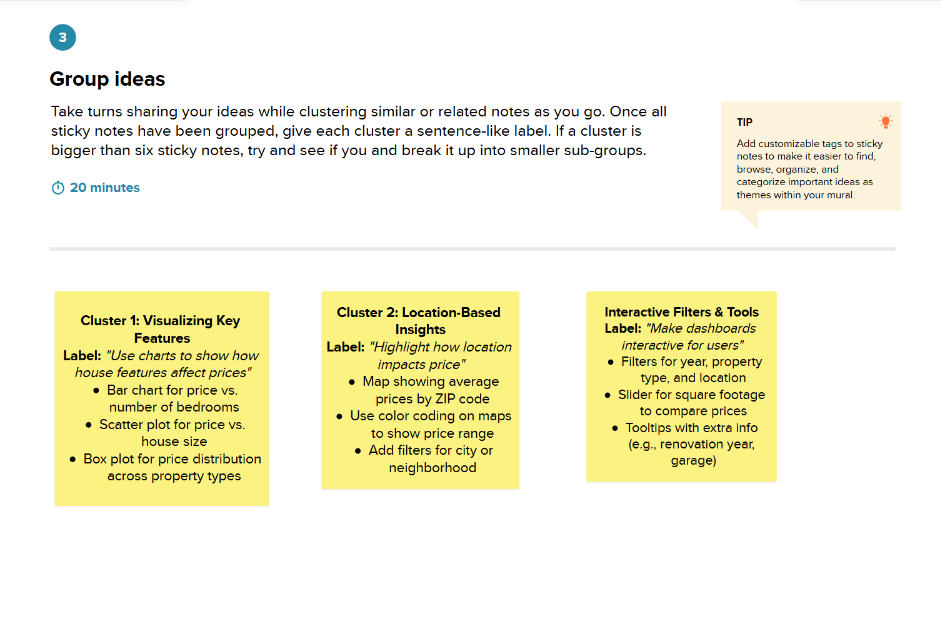 3
Group ideas
Take turns sharing your ideas while clustering similar or related notes as you go. Once all
sticky notes have been grouped, give each cluster a sentence-like label. If a cluster is
bigger than six sticky notes, try and see if you and break it up into smaller sub-groups.
20 minutes
TIP
Add customizable tags to sticky
notes to make it easier to find,
browse, organize, and
categorize important ideas as
themes within your mural.
Cluster 1: Visualizing Key
Features
Label: "Use charts to show how
house features affect prices"
• Bar chart for price vs.
number of bedrooms
• Scatter plot for price vs.
house size
• Box plot for price distribution
across property types
Cluster 2: Location-Based
Insights
Label: "Highlight how location
impacts price"
• Map showing average
prices by ZIP code
• Use color coding on maps
to show price range
• Add filters for city or
neighborhood
Interactive Filters & Tools
Label: "Make dashboards
interactive for users"
• Filters for year, property
type, and location
• Slider for square footage
to compare prices
• Tooltips with extra info
(e.g., renovation year,
garage)